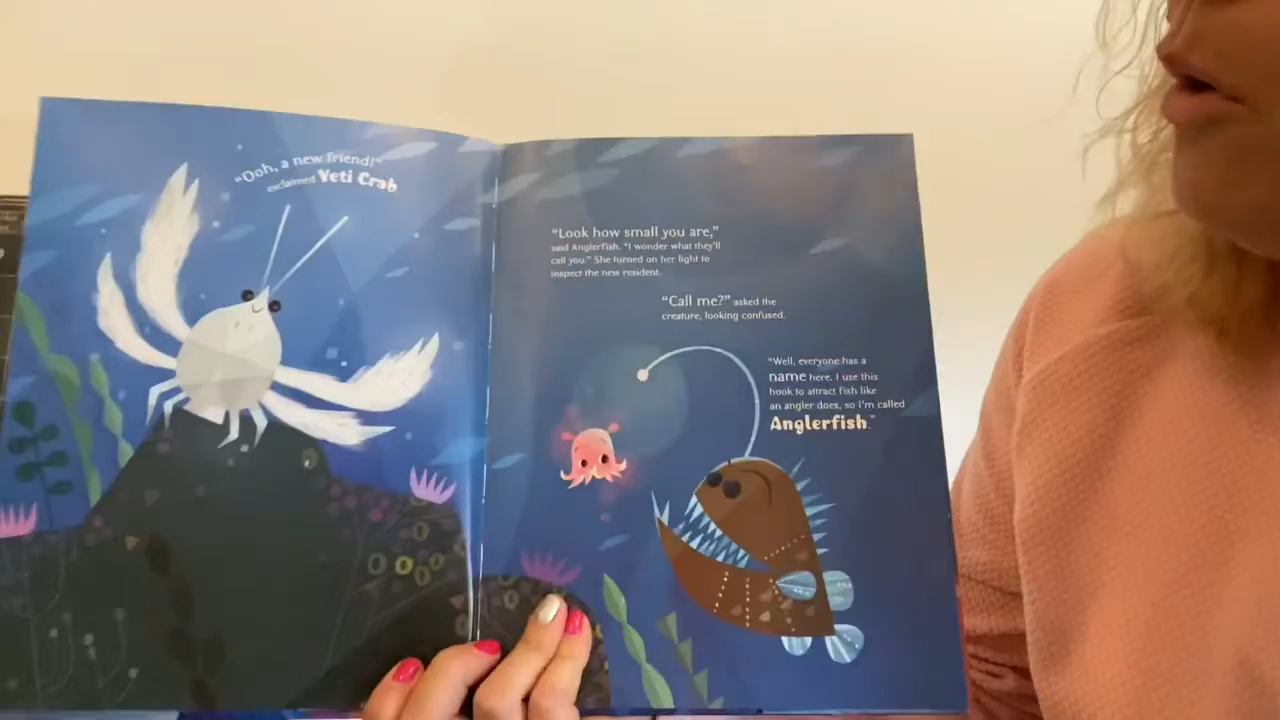 "Ooh, a new friend!"
exclaimed Yeti Crab
"Look how small you are,"
said Anglerfish. "I wonder what they'll
call you." She turned on her light to
inspect the new resident.
"Call me?" asked the
creature, looking confused.
"Well, everyone has a
name here. I use this
hook to attract fish like
an angler does, so I'm called
Anglerfish."